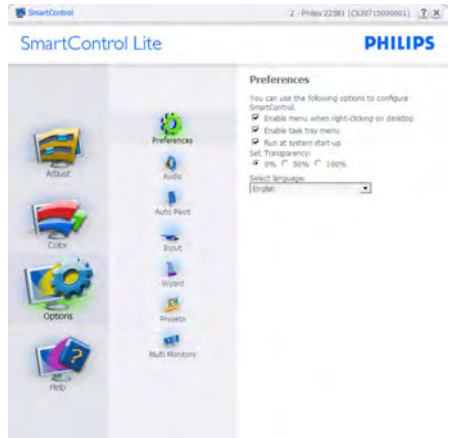 SmartControl
2 - Philips 225B1
? X
SmartControl Lite
PHILIPS
Adjust
Color
Options
Help
Preferences
Audio
Auto Pivot
Input
Wizard
Presets
Multi Monitors
Preferences
You can use the following options to configure
SmartControl.
Enable menu when right-clicking on desktop
Enable task tray menu
Run at system start-up
Set Transparency:
0% 50% 100%
Select language:
English